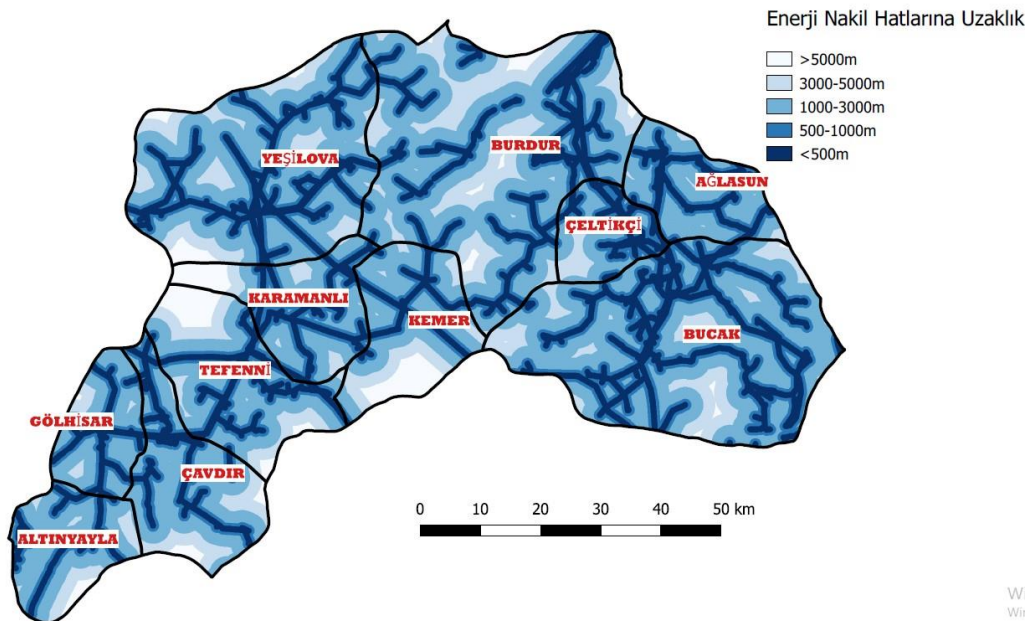 Enerji Nakil Hatlarına Uzaklık
>5000m
3000-5000m
1000-3000m
500-1000m
<500m
YEŞİLOVA
BURDUR
AĞLASUN
ÇELTİKÇİ
KARAMANLI
KEMER
BUCAK
TEFENNİ
GÖLHİSAR
ÇAVDIR
ALTINYAYLA
0 10 20 30 40 50 km